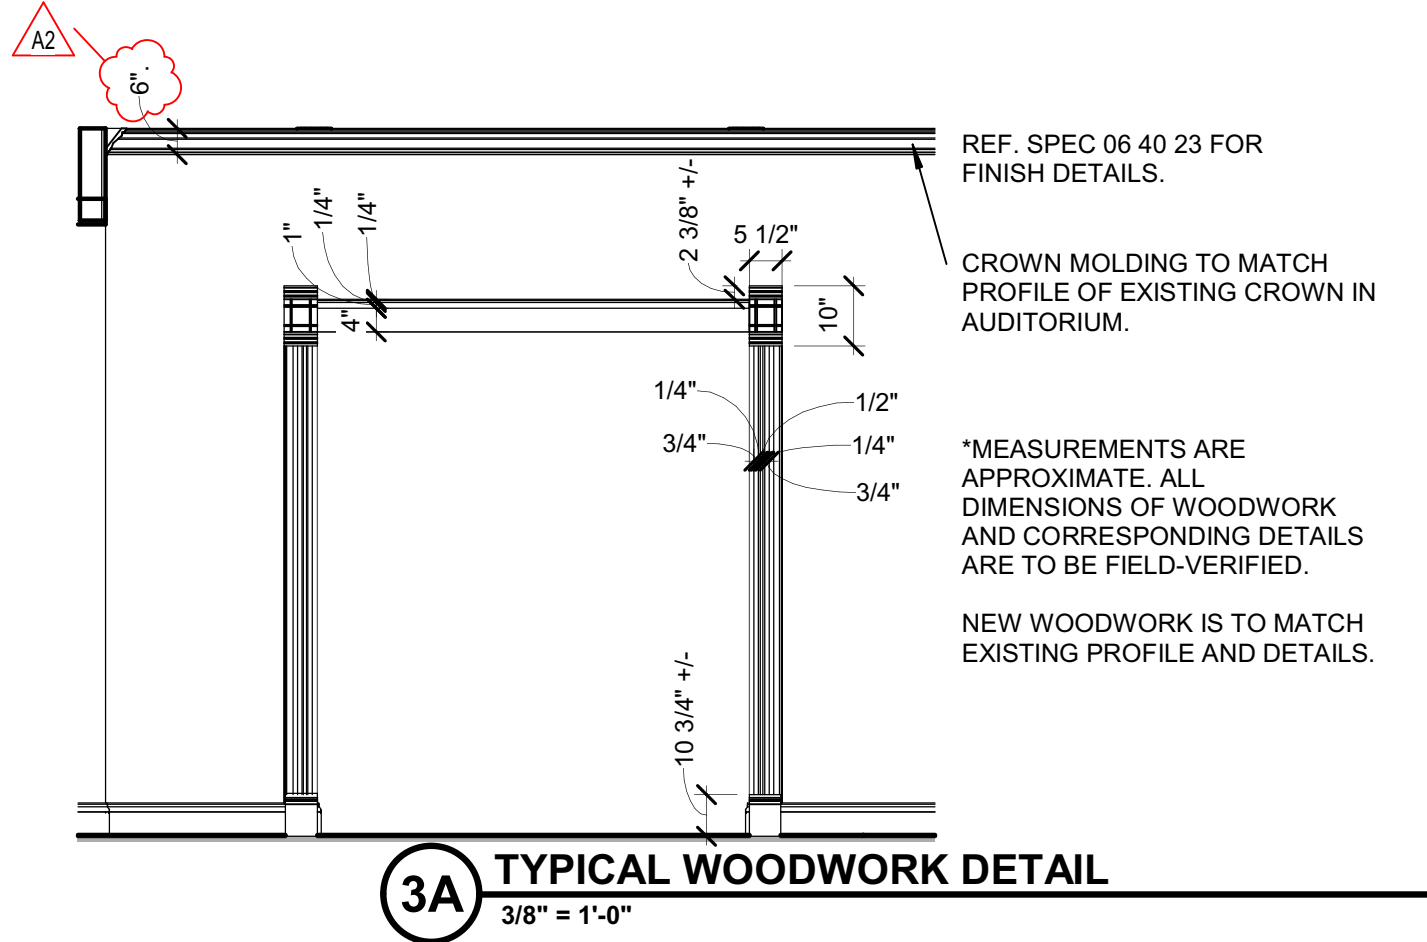 A2
6".
REF. SPEC 06 40 23 FOR
FINISH DETAILS.
CROWN MOLDING TO MATCH
PROFILE OF EXISTING CROWN IN
AUDITORIUM.
1"
1/4"
1/4"
2 3/8" +/-
5 1/2"
4"
10"
1/4"
1/2"
3/4"
1/4"
3/4"
*MEASUREMENTS ARE
APPROXIMATE. ALL
DIMENSIONS OF WOODWORK
AND CORRESPONDING DETAILS
ARE TO BE FIELD-VERIFIED.
NEW WOODWORK IS TO MATCH
EXISTING PROFILE AND DETAILS.
10 3/4" +/-
3A
TYPICAL WOODWORK DETAIL
3/8" = 1'-0"